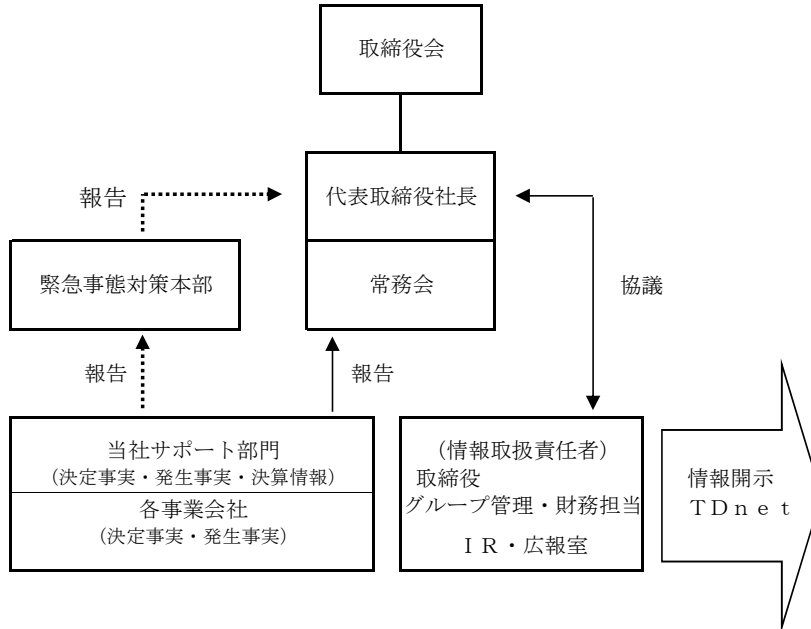 取締役会
報告
代表取締役社長
緊急事態対策本部
常務会
協議
報告
報告
当社サポート部門
(決定事実・発生事実・決算情報)
各事業会社
(決定事実・発生事実)
(情報取扱責任者)
取締役
グループ管理・財務担当
ＩＲ・広報室
情報開示
ＴＤｎｅｔ